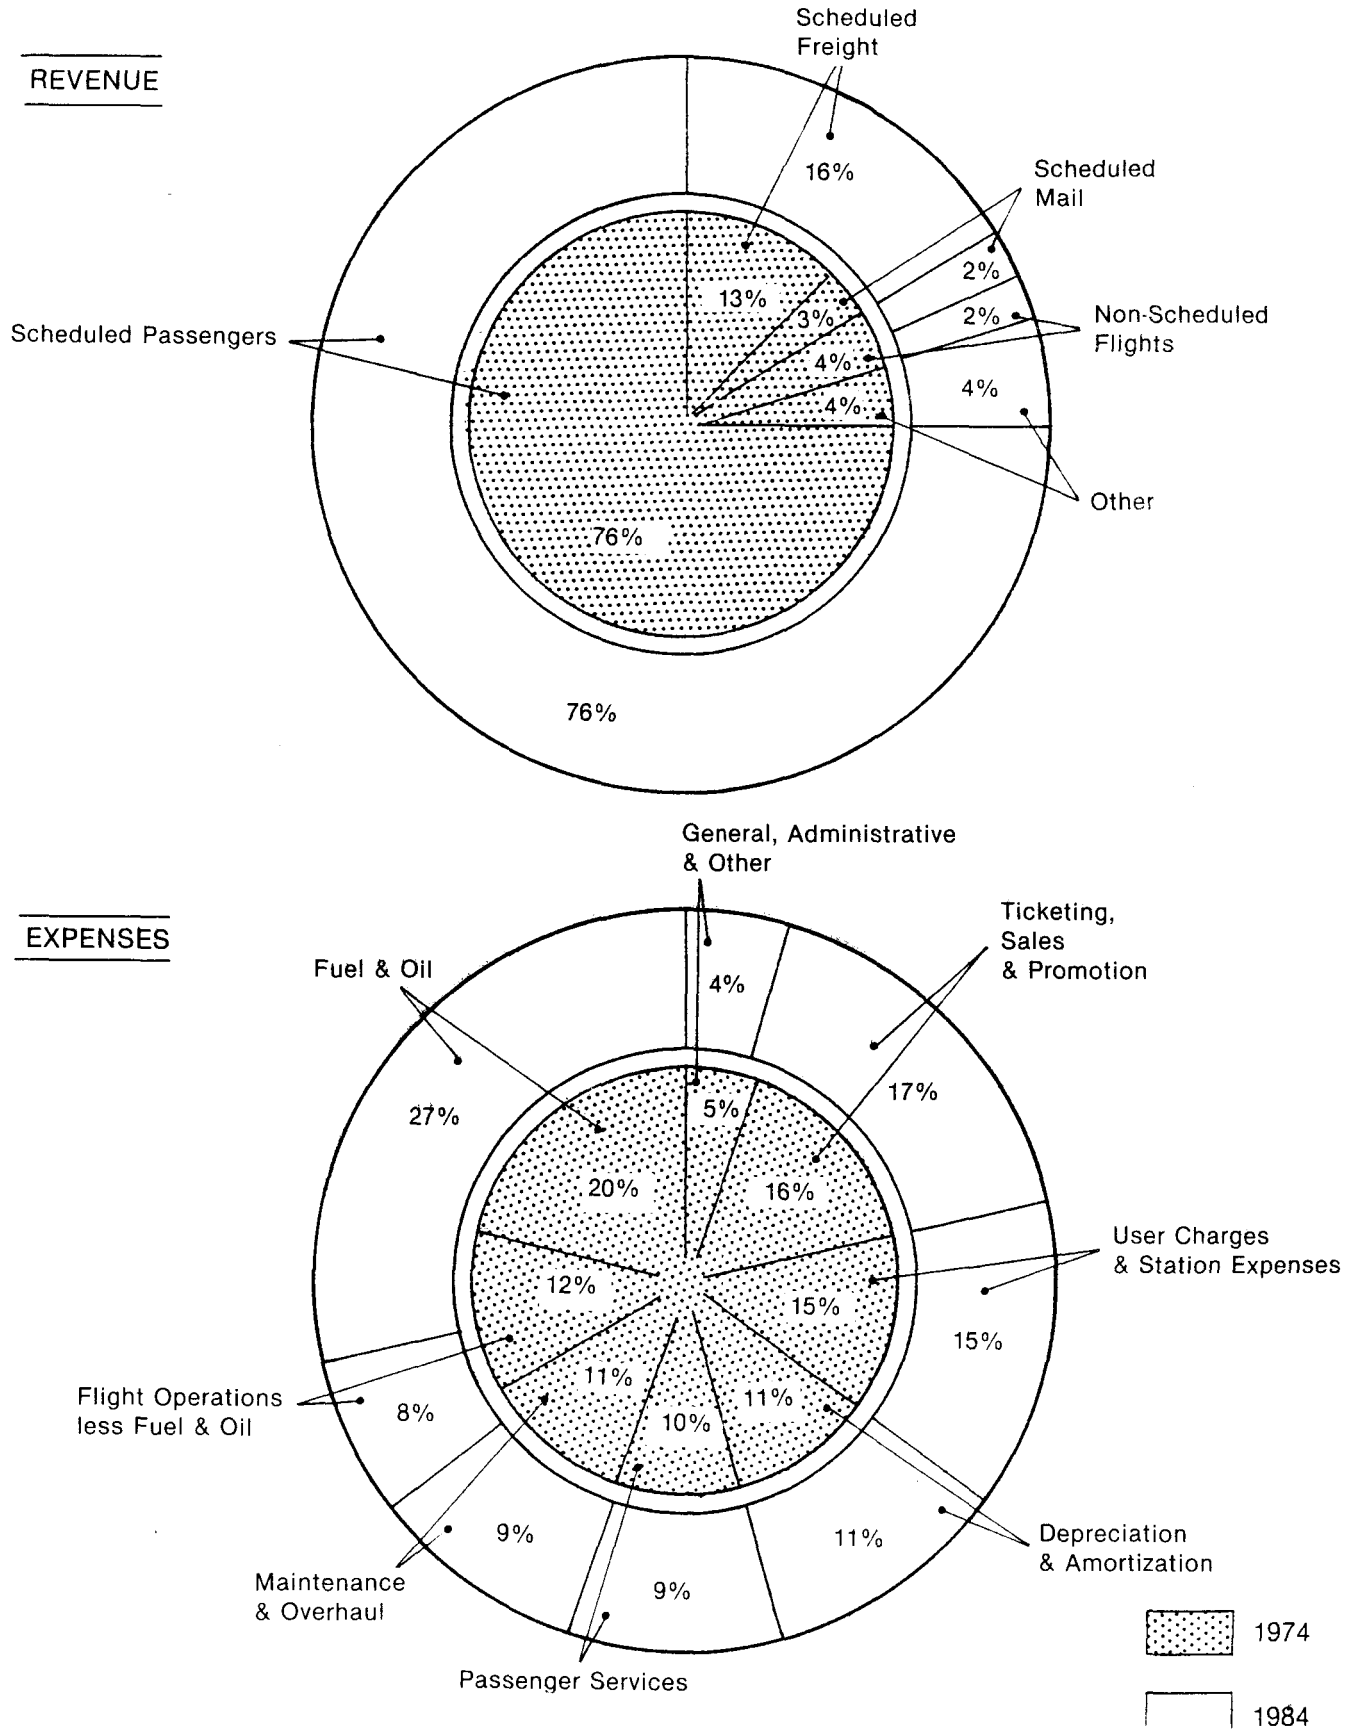 REVENUE
Scheduled
Freight
16%
Scheduled
Mail
2%
13%
3%
2%
Non-Scheduled
Flights
Scheduled Passengers
4%
4%
4%
Other
76%
76%
General, Administrative
& Other
EXPENSES
Ticketing,
Sales
& Promotion
Fuel & Oil
4%
27%
5%
17%
20%
16%
User Charges
& Station Expenses
12%
15%
15%
Flight Operations
less Fuel & Oil
8%
11%
10%
11%
9%
9%
11%
Depreciation
& Amortization
Maintenance
& Overhaul
Passenger Services
1974
1984